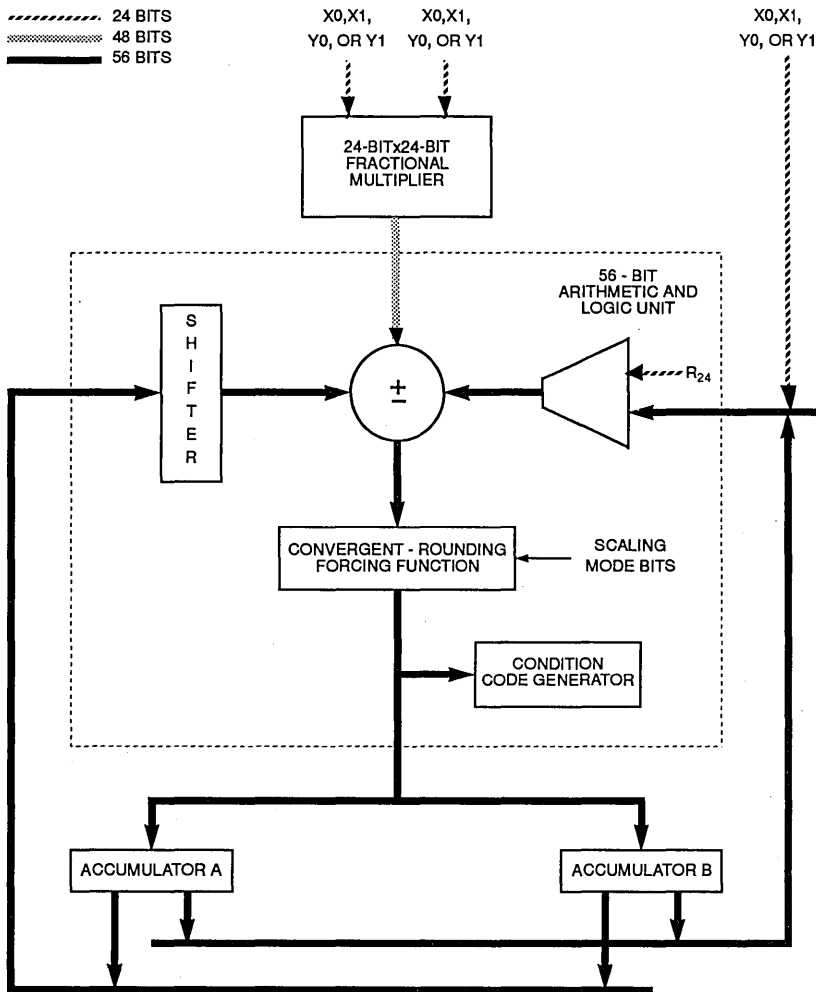 24 BITS
48 BITS
56 BITS
X0,X1,
Y0, OR Y1
X0,X1,
Y0, OR Y1
X0,X1,
Y0, OR Y1
24-BITx24-BIT
FRACTIONAL
MULTIPLIER
56 - BIT
ARITHMETIC AND
LOGIC UNIT
S
H
I
F
T
E
R
+
−
R24
CONVERGENT - ROUNDING
FORCING FUNCTION
SCALING
MODE BITS
CONDITION
CODE GENERATOR
ACCUMULATOR A
ACCUMULATOR B